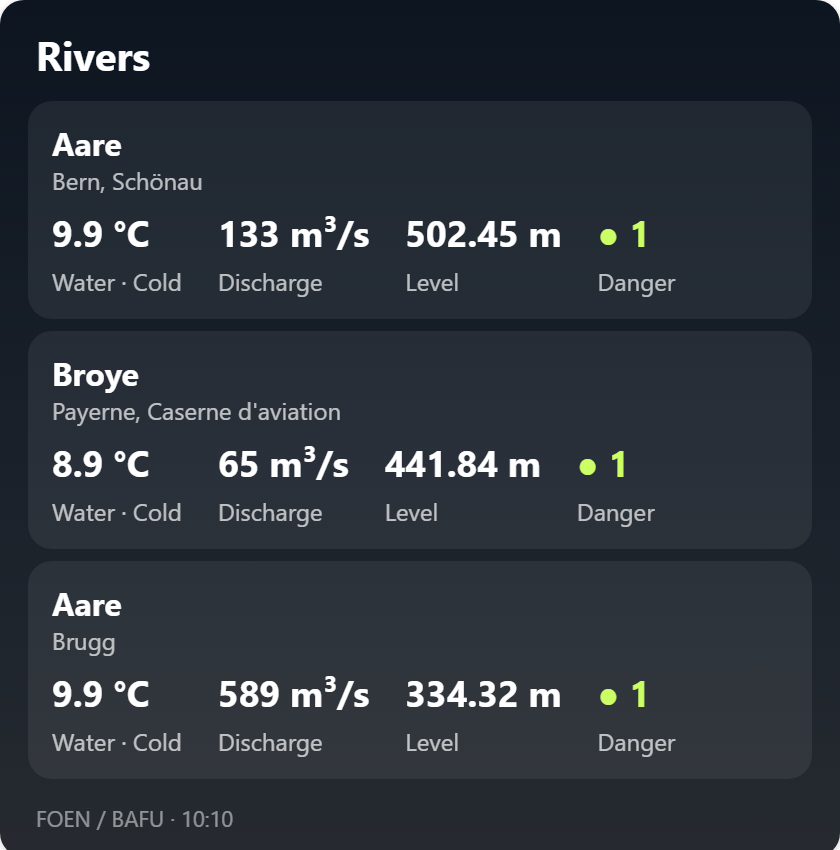 Rivers
Aare
Bern, Schönau
9.9 °C 133 m³/s 502.45 m ● 1
Water · Cold Discharge Level Danger
Broye
Payerne, Caserne d'aviation
8.9 °C 65 m³/s 441.84 m ● 1
Water · Cold Discharge Level Danger
Aare
Brugg
9.9 °C 589 m³/s 334.32 m ● 1
Water · Cold Discharge Level Danger
FOEN / BAFU · 10:10